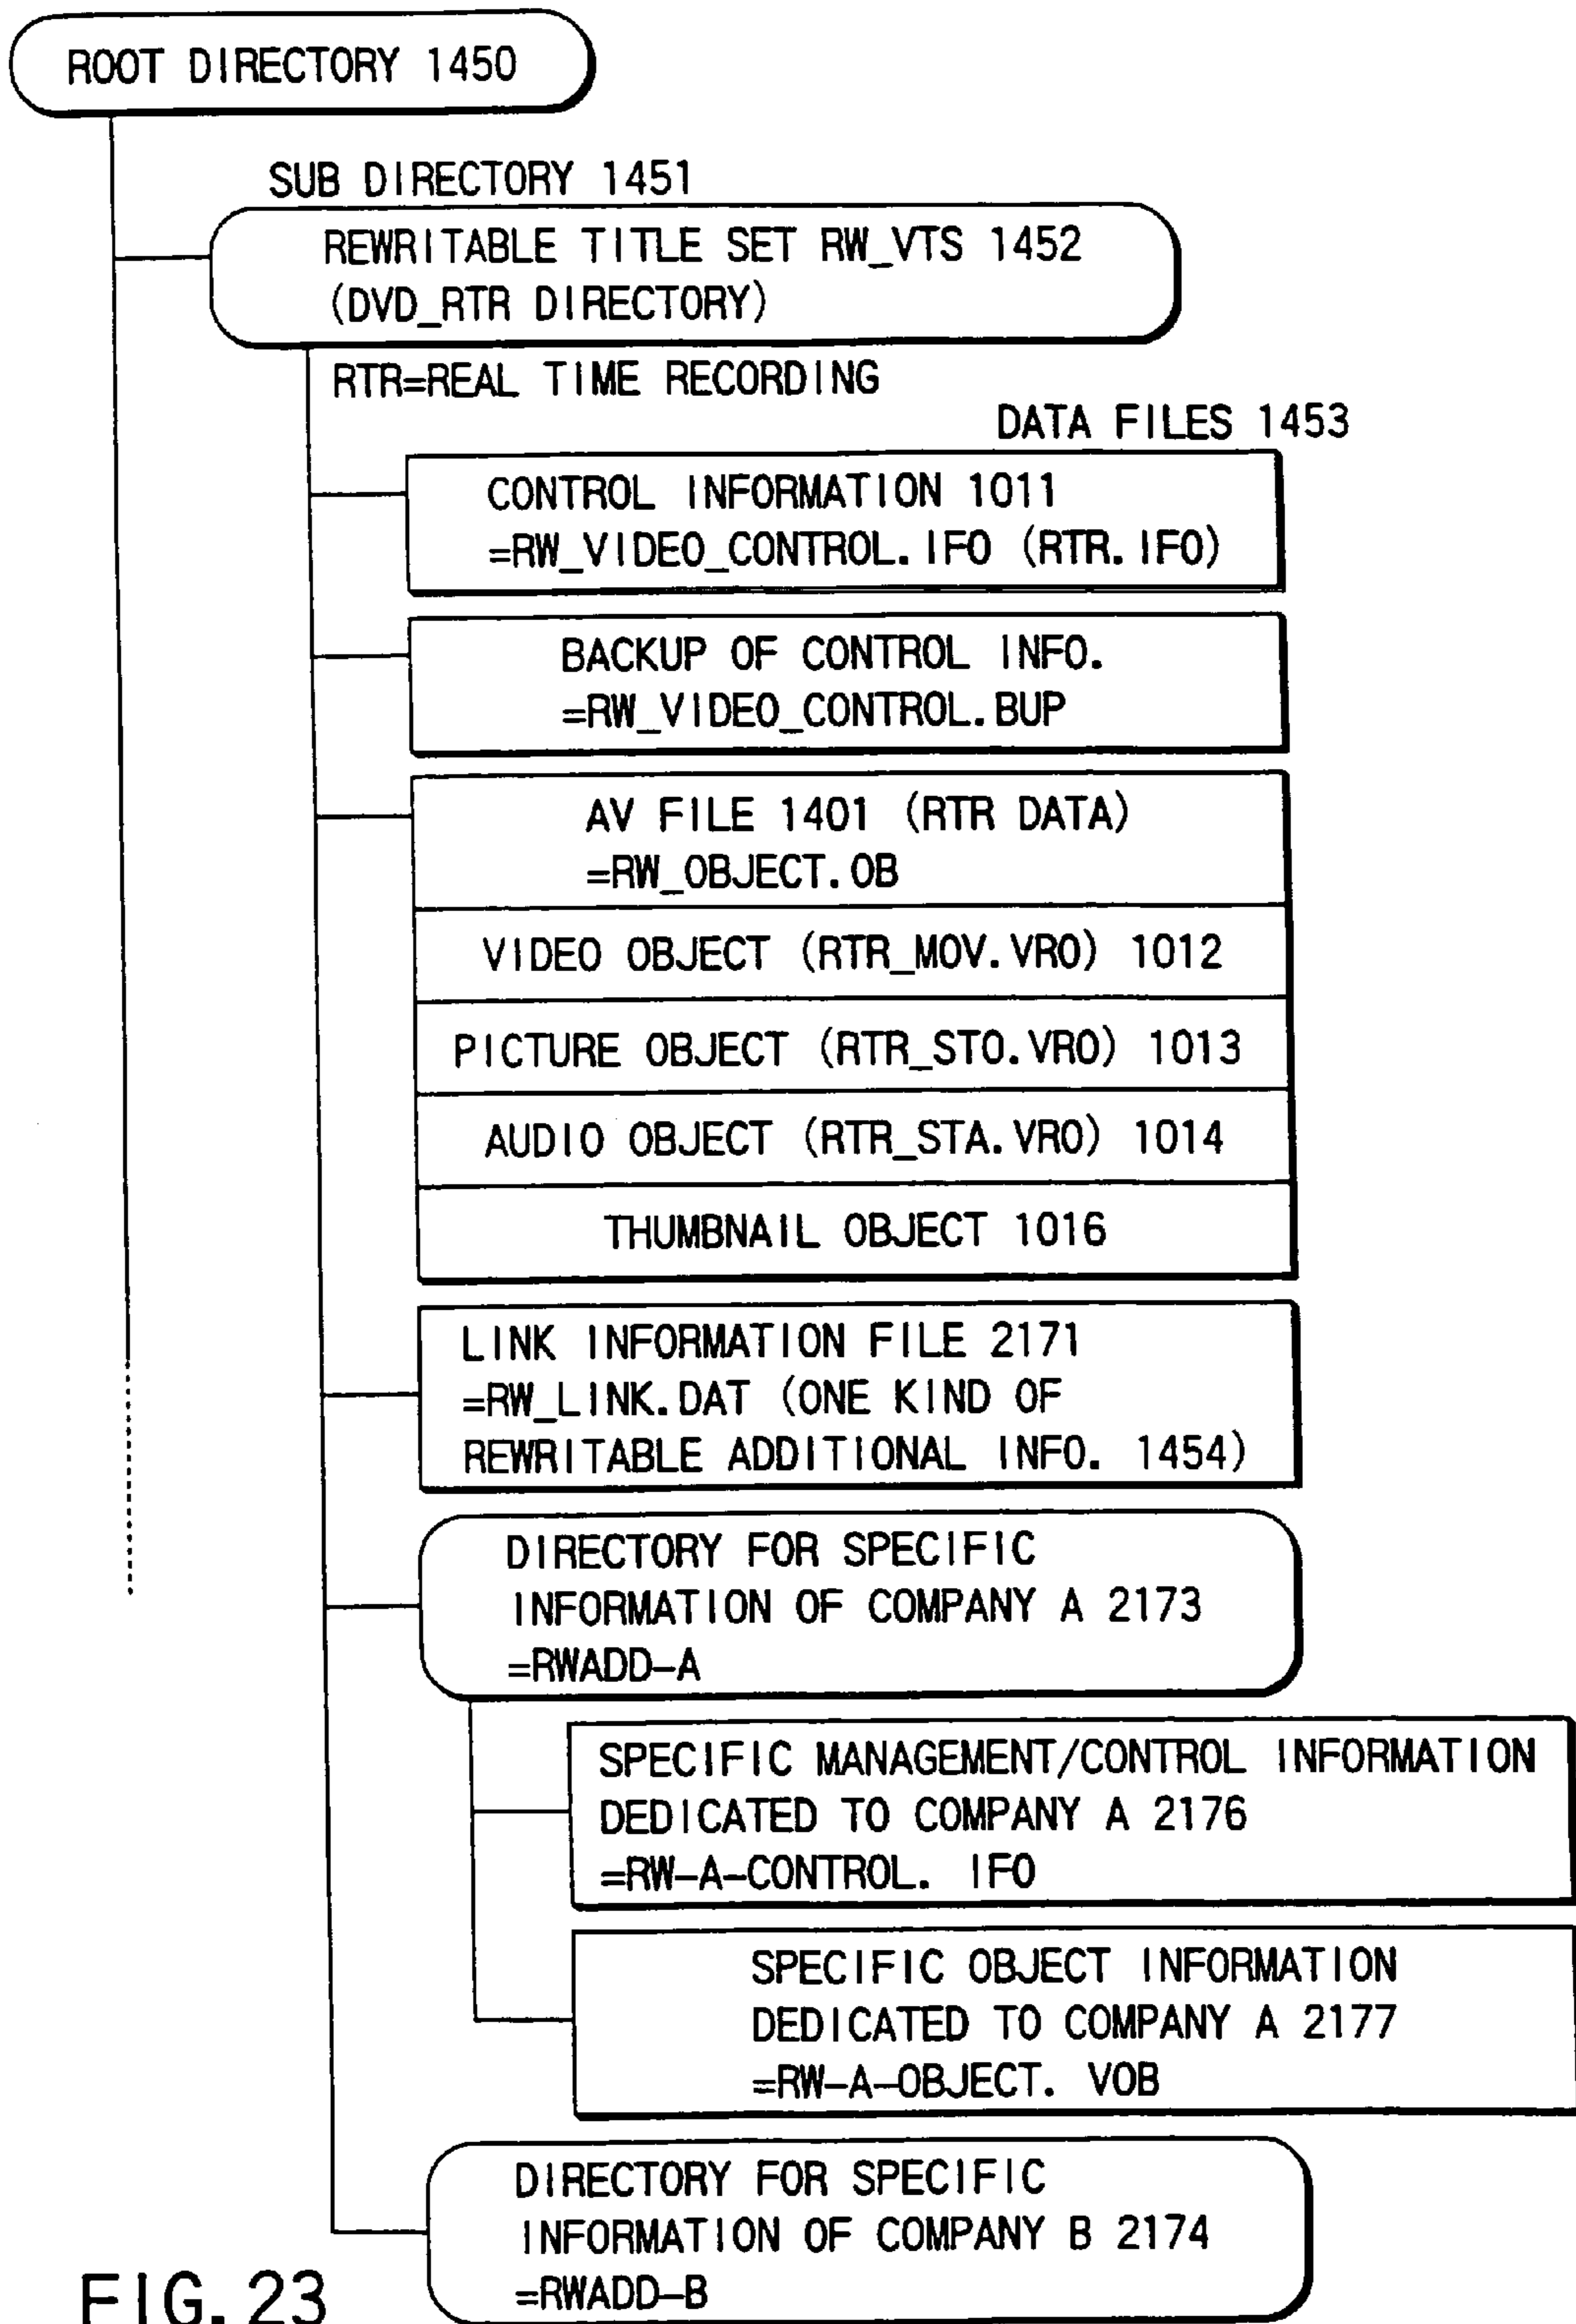 ROOT DIRECTORY 1450
SUB DIRECTORY 1451
REWRITABLE TITLE SET RW_VTS 1452
(DVD_RTR DIRECTORY)
RTR=REAL TIME RECORDING
DATA FILES 1453
CONTROL INFORMATION 1011
=RW_VIDEO_CONTROL.IFO (RTR.IFO)
BACKUP OF CONTROL INFO.
=RW_VIDEO_CONTROL.BUP
AV FILE 1401 (RTR DATA)
=RW_OBJECT.OB
VIDEO OBJECT (RTR_MOV.VRO) 1012
PICTURE OBJECT (RTR_STO.VRO) 1013
AUDIO OBJECT (RTR_STA.VRO) 1014
THUMBNAIL OBJECT 1016
LINK INFORMATION FILE 2171
=RW_LINK.DAT (ONE KIND OF
REWRITABLE ADDITIONAL INFO. 1454)
DIRECTORY FOR SPECIFIC
INFORMATION OF COMPANY A 2173
=RWADD-A
SPECIFIC MANAGEMENT/CONTROL INFORMATION
DEDICATED TO COMPANY A 2176
=RW-A-CONTROL. IFO
SPECIFIC OBJECT INFORMATION
DEDICATED TO COMPANY A 2177
=RW-A-OBJECT. VOB
DIRECTORY FOR SPECIFIC
INFORMATION OF COMPANY B 2174
=RWADD-B
FIG. 23